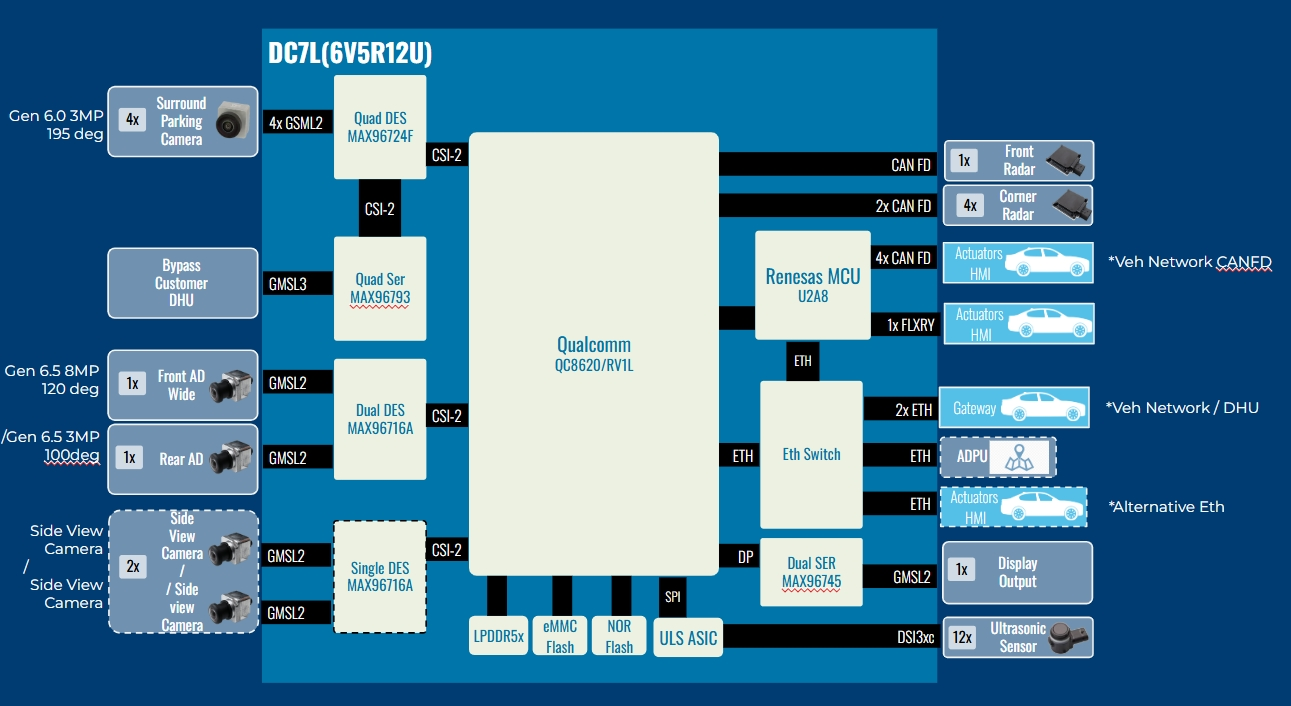 DC7L(6V5R12U)
Gen 6.0 3MP
195 deg
4x
Surround
Parking
Camera
4x GSML2
Quad DES
MAX96724F
CSI-2
CSI-2
Bypass
Customer
DHU
GMSL3
Quad Ser
MAX96793
Gen 6.5 8MP
120 deg
1x
Front AD
Wide
GMSL2
/Gen 6.5 3MP
100deg
1x
Rear AD
GMSL2
Dual DES
MAX96716A
CSI-2
Side View
Camera
/
Side View
Camera
2x
Side
View
Camera
/
/ Side
view
Camera
GMSL2
GMSL2
Single DES
MAX96716A
CSI-2
Qualcomm
QC8620/RV1L
LPDDR5x
eMMC
Flash
NOR
Flash
SPI
ULS ASIC
CAN FD
1x
Front
Radar
2x CAN FD
4x
Corner
Radar
Renesas MCU
U2A8
4x CAN FD
Actuators
HMI
*Veh Network CANFD
1x FLXRY
Actuators
HMI
ETH
ETH
Eth Switch
2x ETH
Gateway
*Veh Network / DHU
ETH
ADPU
ETH
Actuators
HMI
*Alternative Eth
DP
Dual SER
MAX96745
GMSL2
1x
Display
Output
DSI3xc
12x
Ultrasonic
Sensor